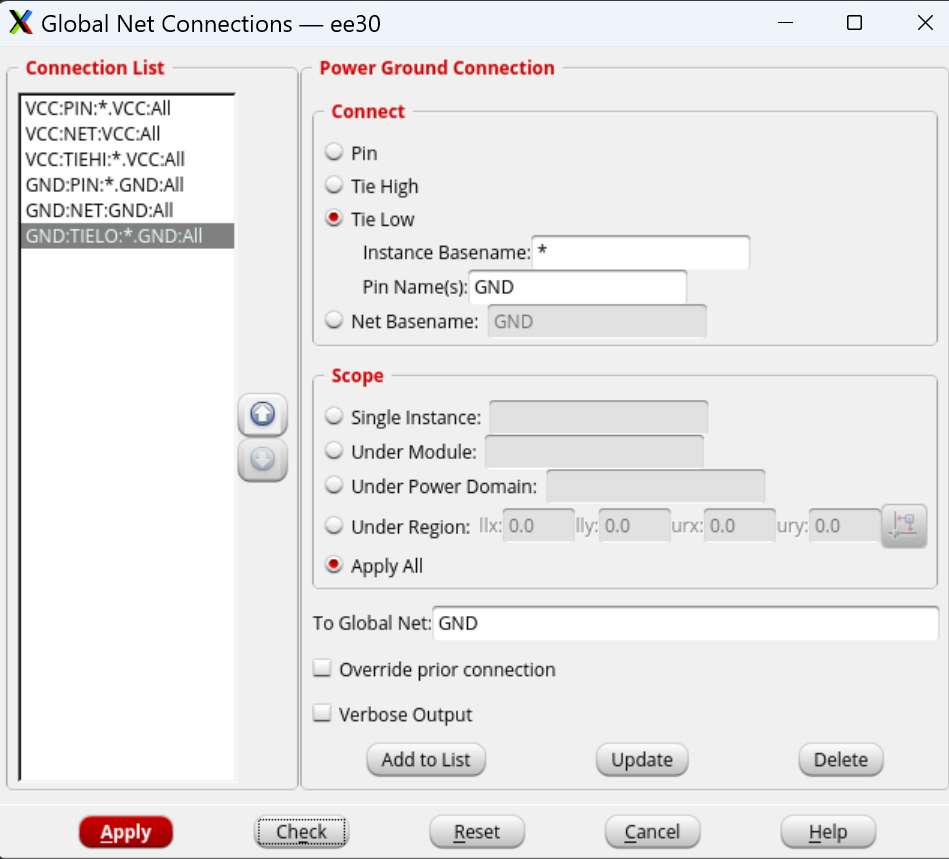 Global Net Connections — ee30
Connection List
VCC:PIN:*.VCC:All
VCC:NET:VCC:All
VCC:TIEHI:*.VCC:All
GND:PIN:*.GND:All
GND:NET:GND:All
GND:TIELO:*.GND:All
Power Ground Connection
Connect
Pin
Tie High
Tie Low
Instance Basename: *
Pin Name(s): GND
Net Basename: GND
Scope
Single Instance:
Under Module:
Under Power Domain:
Under Region: llx: 0.0 lly: 0.0 urx: 0.0 ury: 0.0
Apply All
To Global Net: GND
Override prior connection
Verbose Output
Add to List Update Delete
Apply Check Reset Cancel Help